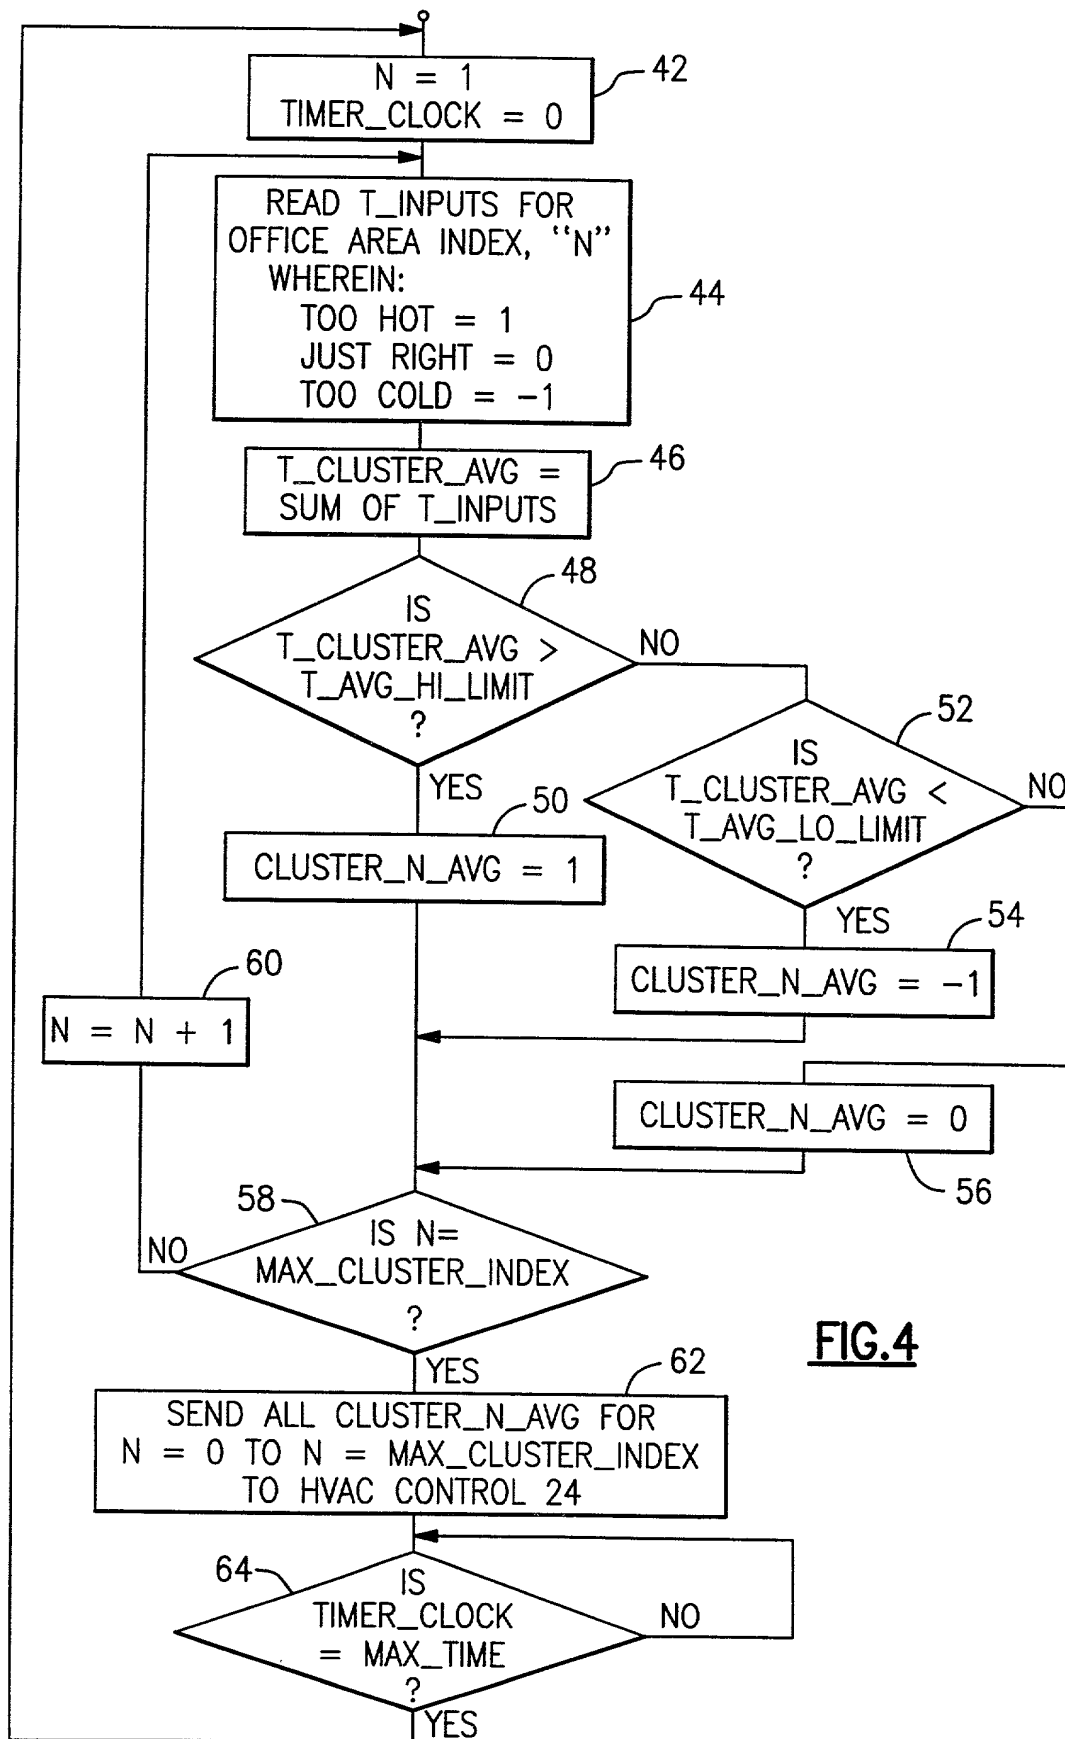 N = 1
TIMER_CLOCK = 0
42
READ T_INPUTS FOR
OFFICE AREA INDEX, “N”
WHEREIN:
TOO HOT = 1
JUST RIGHT = 0
TOO COLD = -1
44
T_CLUSTER_AVG =
SUM OF T_INPUTS
46
IS
T_CLUSTER_AVG >
T_AVG_HI_LIMIT
?
48
NO
YES
IS
T_CLUSTER_AVG <
T_AVG_LO_LIMIT
?
52
NO
YES
CLUSTER_N_AVG = 1
50
CLUSTER_N_AVG = -1
54
N = N + 1
60
CLUSTER_N_AVG = 0
56
IS N=
MAX_CLUSTER_INDEX
?
58
NO
YES
FIG.4
SEND ALL CLUSTER_N_AVG FOR
N = 0 TO N = MAX_CLUSTER_INDEX
TO HVAC CONTROL 24
62
IS
TIMER_CLOCK
= MAX_TIME
?
64
NO
YES